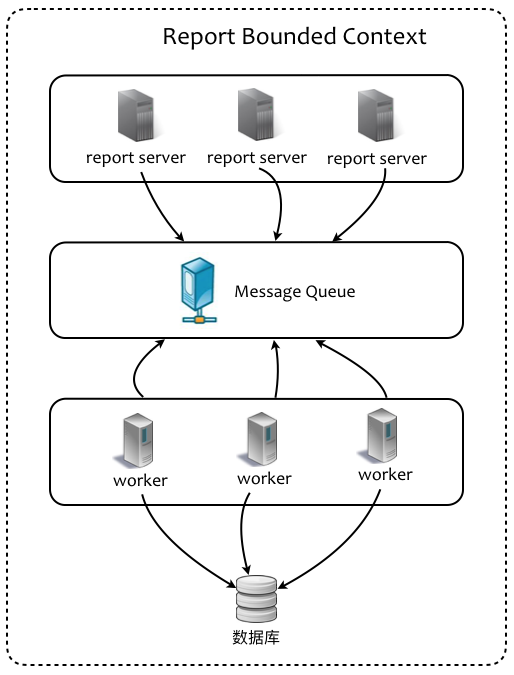 Report Bounded Context
report server
report server
report server
Message Queue
worker
worker
worker
数据库